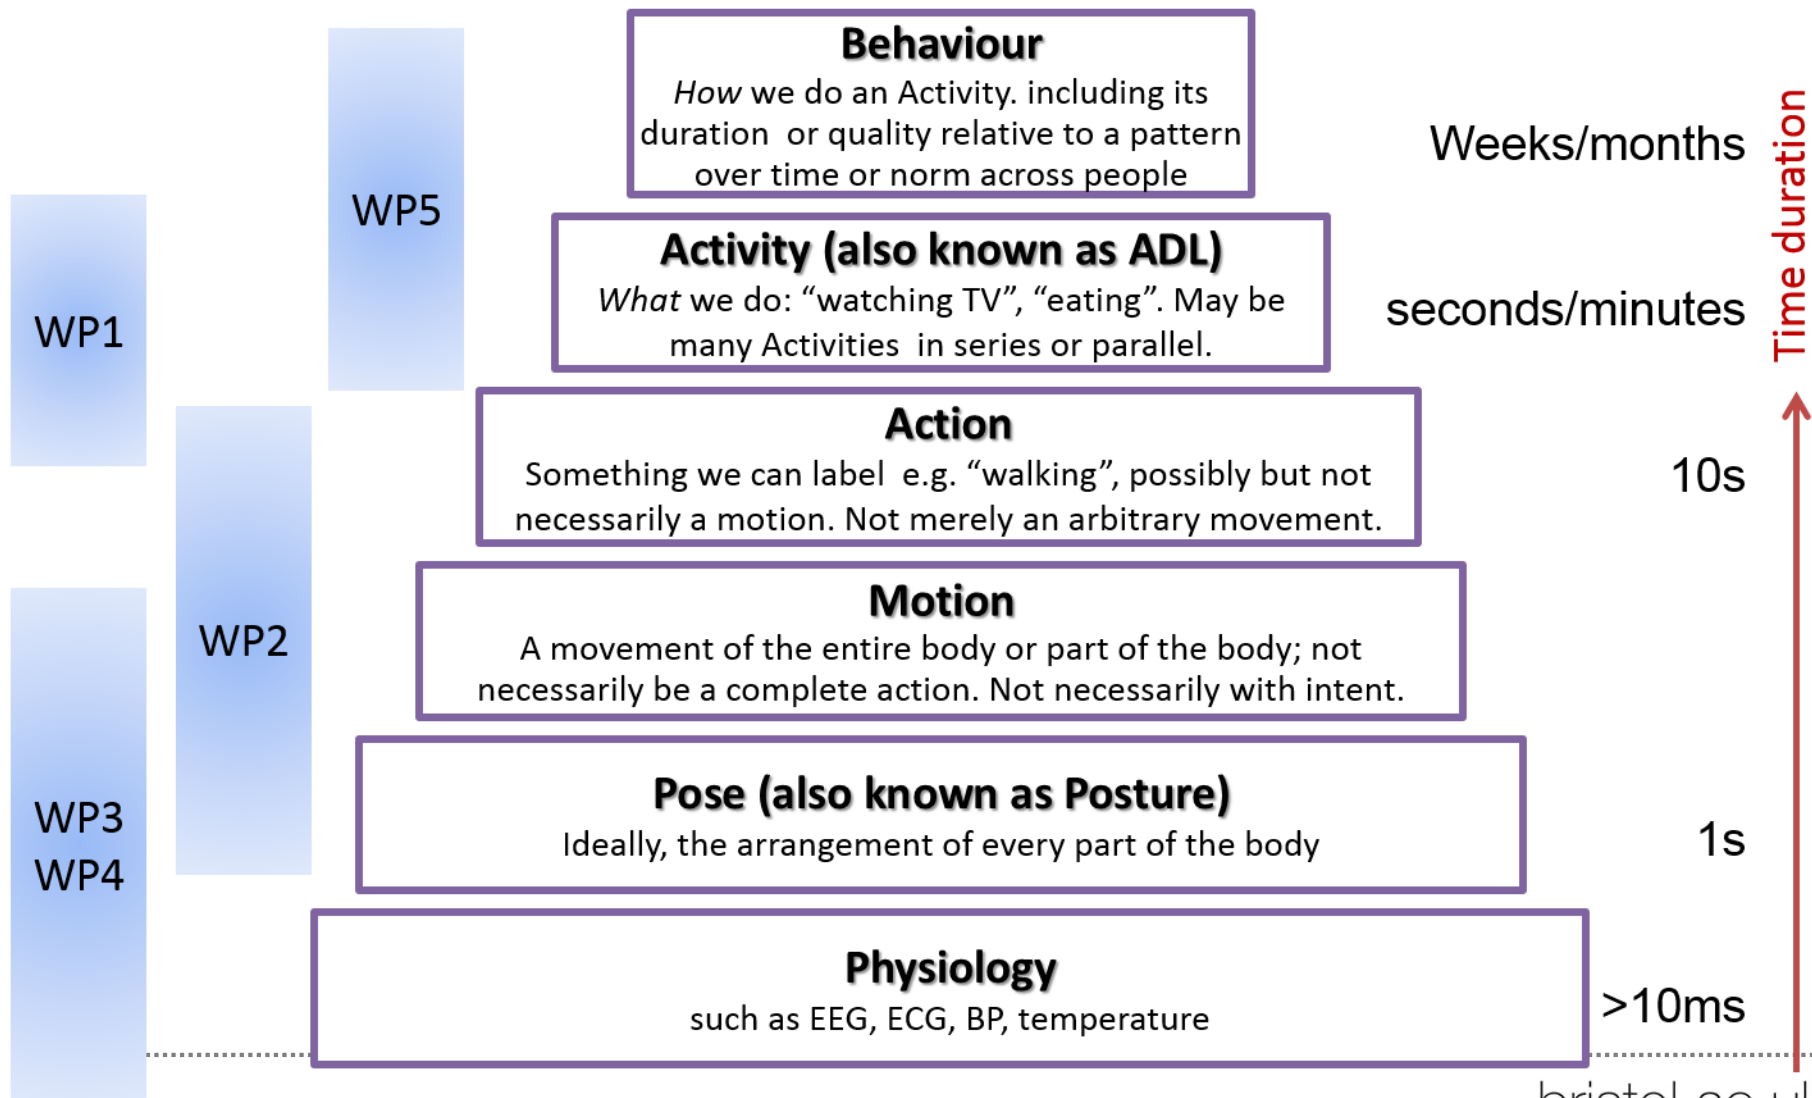 Behaviour
How we do an Activity. including its
duration or quality relative to a pattern
over time or norm across people
Weeks/months
WP5
Activity (also known as ADL)
What we do: “watching TV”, “eating”. May be
many Activities in series or parallel.
seconds/minutes
Time duration
WP1
Action
Something we can label e.g. “walking”, possibly but not
necessarily a motion. Not merely an arbitrary movement.
10s
Motion
A movement of the entire body or part of the body; not
necessarily be a complete action. Not necessarily with intent.
WP2
Pose (also known as Posture)
Ideally, the arrangement of every part of the body
1s
WP3
WP4
Physiology
such as EEG, ECG, BP, temperature
>10ms